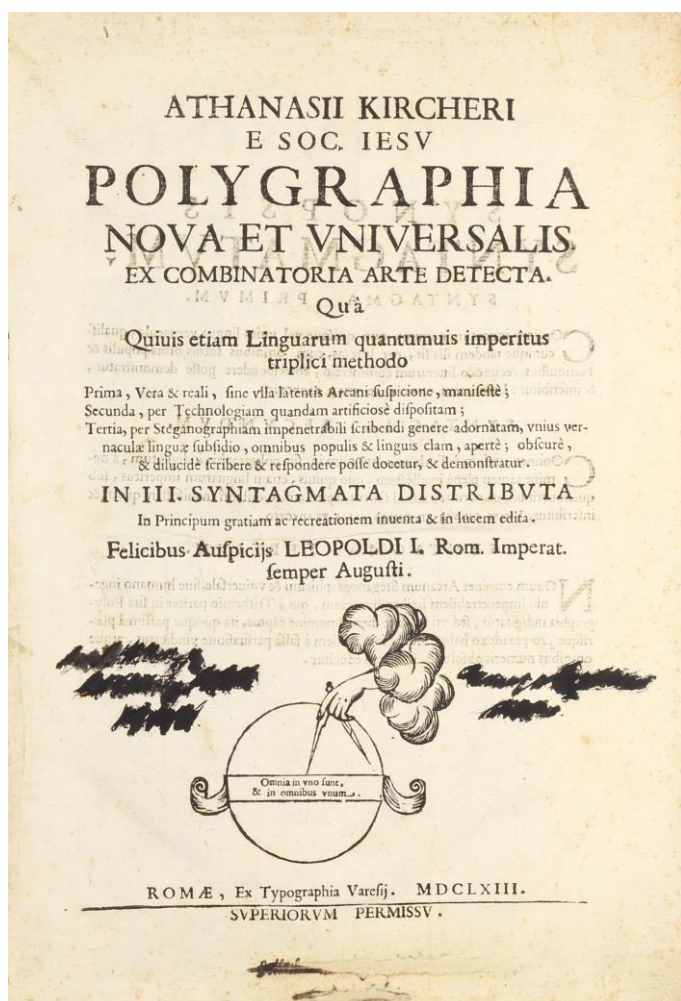 ATHANASII KIRCHERI
E SOC. IESV
POLYGRAPHIA
NOVA ET VNIVERSALIS.
EX COMBINATORIA ARTE DETECTA.
Quà
Quiuis etiam Linguarum quantumuis imperitus
triplici methodo
Prima, Vera & reali, sine vlla latentis Arcani suspicione, manifestè;
Secunda, per Technologiam quandam artificiosè dispositam;
Tertia, per Steganographiam impenetrabili scribendi genere adornatam, vnius ver-
naculæ linguæ subsidio, omnibus populis & linguis clam, apertè; obscurè,
& dilucidè scribere & respondere posse docetur, & demonstratur.
IN III. SYNTAGMATA DISTRIBVTA
In Principum gratiam ac recreationem inuenta & in lucem edita.
Felicibus Auspicijs LEOPOLDI I. Rom. Imperat.
semper Augusti.
Omnia in vno sunt,
& in omnibus vnum.
ROMÆ, Ex Typographia Varesij. MDCLXIII.
SVPERIORVM PERMISSV.